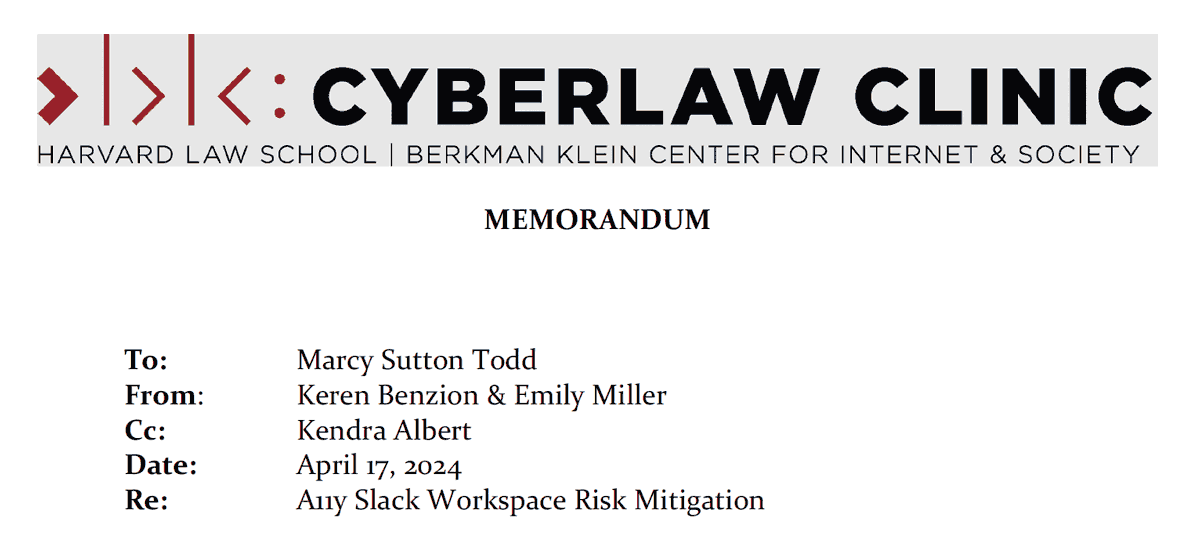 CYBERLAW CLINIC
HARVARD LAW SCHOOL | BERKMAN KLEIN CENTER FOR INTERNET & SOCIETY
MEMORANDUM
To: Marcy Sutton Todd
From: Keren Benzion & Emily Miller
Cc: Kendra Albert
Date: April 17, 2024
Re: A11y Slack Workspace Risk Mitigation